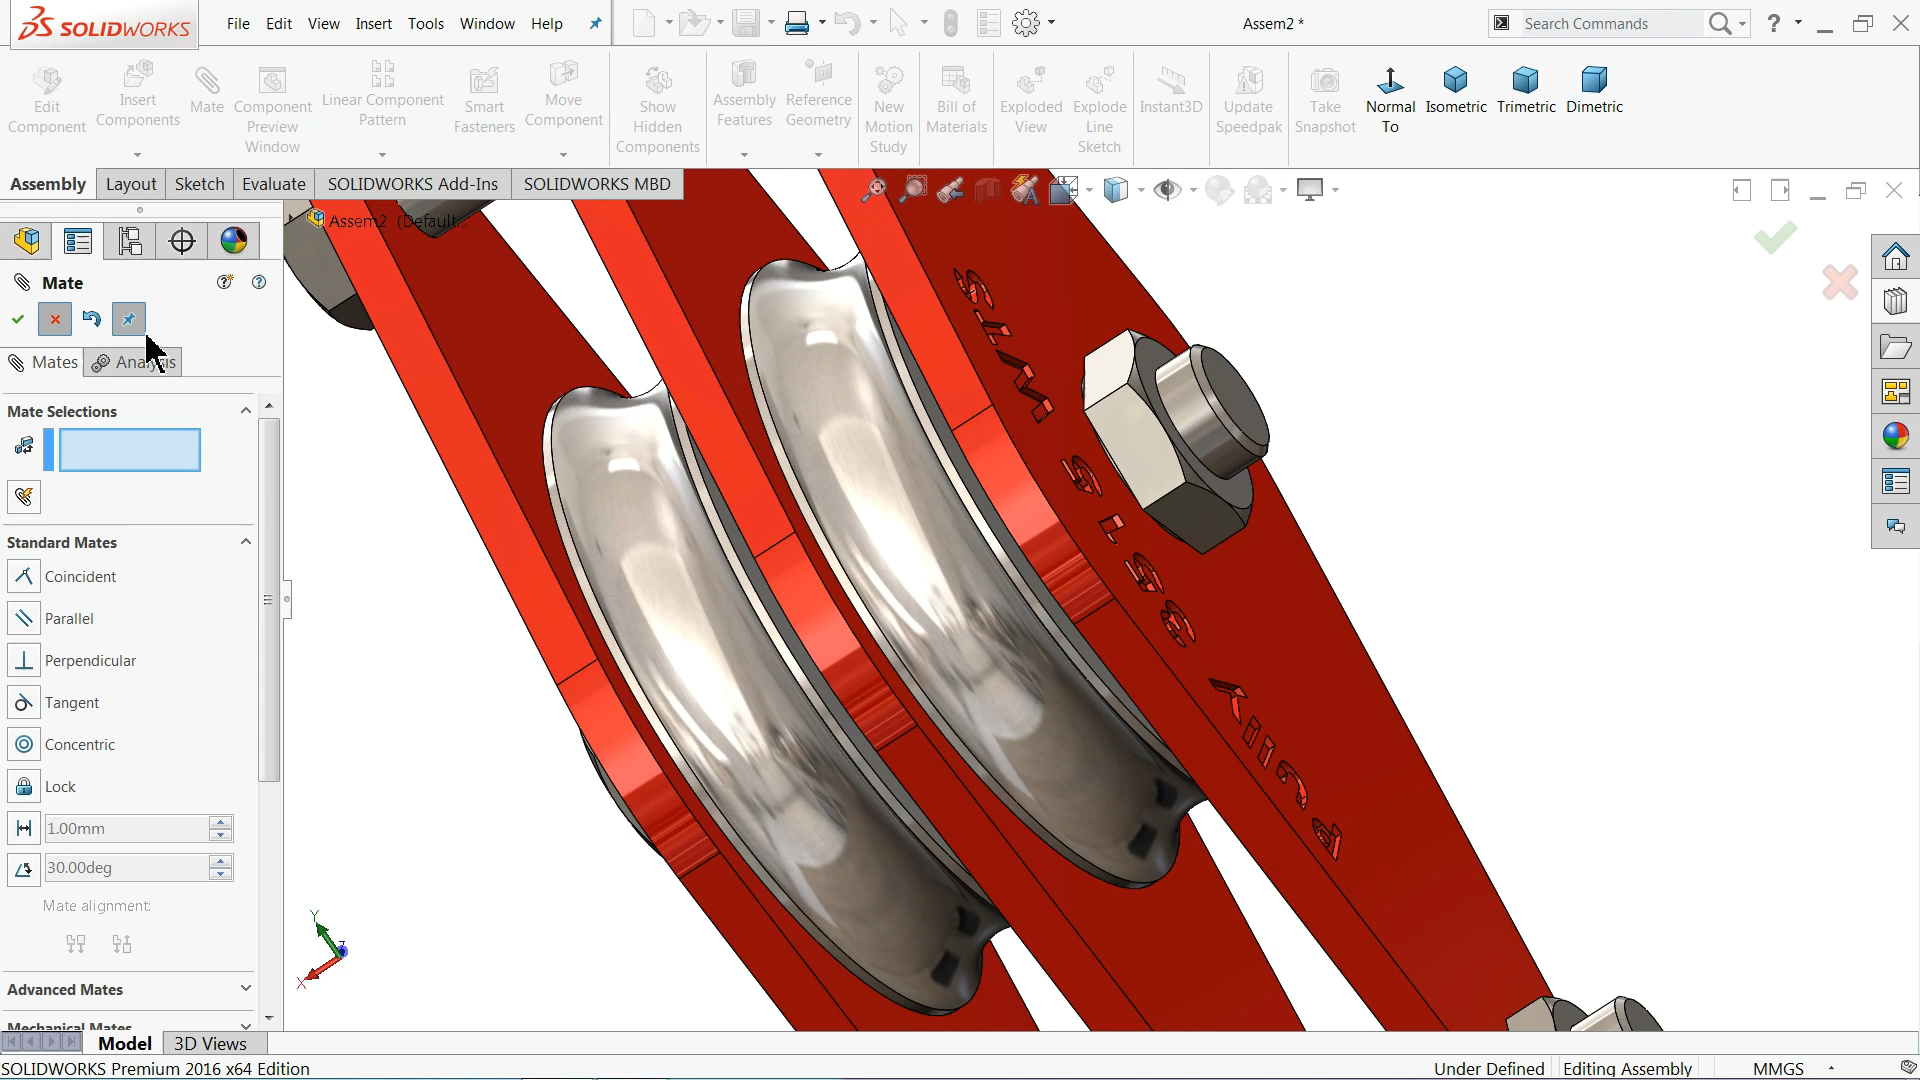 SOLIDWORKS
File Edit View Insert Tools Window Help
Assem2 *
Search Commands
Edit Component
Insert Components
Mate
Component Preview Window
Linear Component Pattern
Smart Fasteners
Move Component
Show Hidden Components
Assembly Features
Reference Geometry
New Motion Study
Bill of Materials
Exploded View
Explode Line Sketch
Instant3D
Update Speedpak
Take Snapshot
Normal To
Isometric
Trimetric
Dimetric
Assembly Layout Sketch Evaluate SOLIDWORKS Add-Ins SOLIDWORKS MBD
Assem2 (Default...
Mate
Mates
Analysis
Mate Selections
Standard Mates
Coincident
Parallel
Perpendicular
Tangent
Concentric
Lock
1.00mm
30.00deg
Mate alignment:
Advanced Mates
Mechanical Mates
Y
Z
X
Model 3D Views
SOLIDWORKS Premium 2016 x64 Edition
Under Defined Editing Assembly MMGS